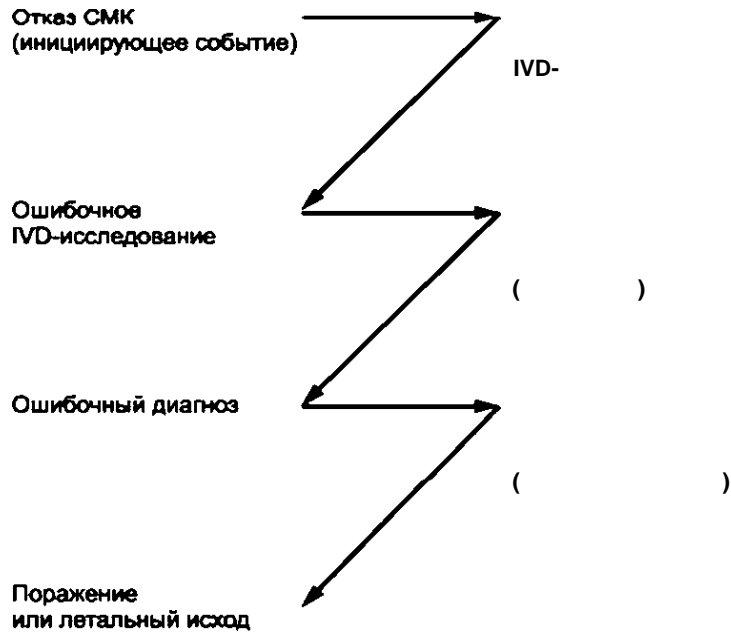 Отказ СМК
(инициирующее событие)
IVD-
Ошибочное
IVD-исследование
( )
Ошибочный диагноз
( )
Поражение
или летальный исход